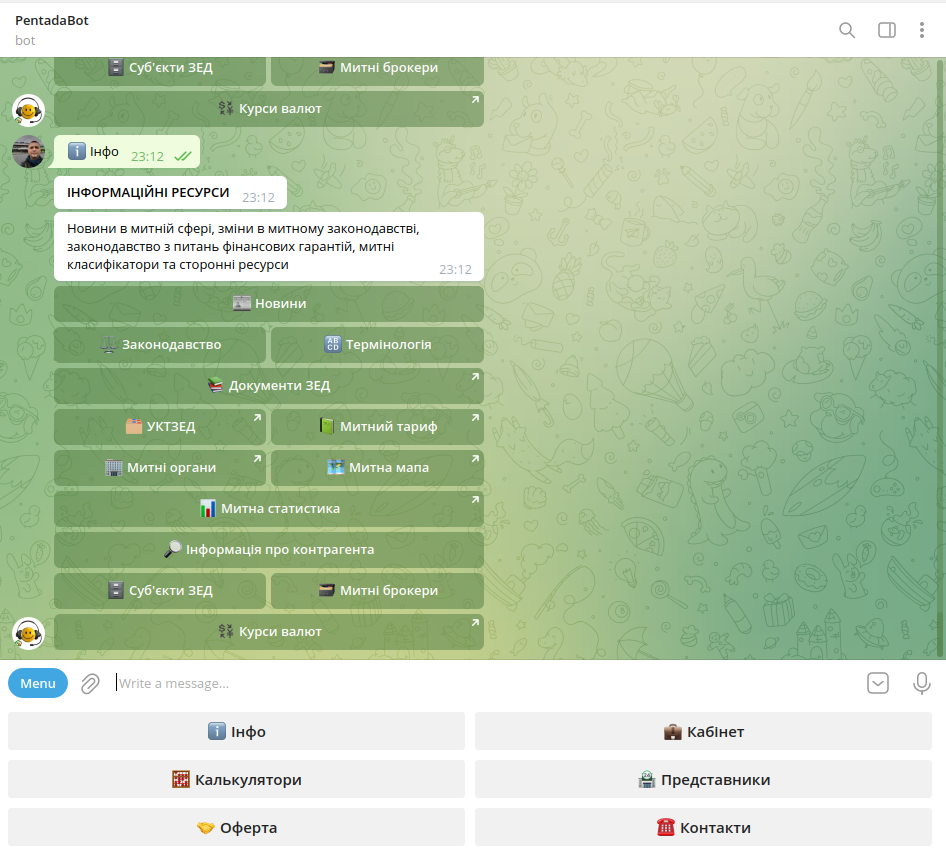 PentadaBot
bot
Суб'єкти ЗЕД
Митні брокери
Курси валют
Інфо 23:12
ІНФОРМАЦІЙНІ РЕСУРСИ 23:12
Новини в митній сфері, зміни в митному законодавстві,
законодавство з питань фінансових гарантій, митні
класифікатори та сторонні ресурси
23:12
Новини
Законодавство
Термінологія
Документи ЗЕД
УКТЗЕД
Митний тариф
Митні органи
Митна мапа
Митна статистика
Інформація про контрагента
Суб'єкти ЗЕД
Митні брокери
Курси валют
Menu
Write a message...
Інфо
Кабінет
Калькулятори
Представники
Оферта
Контакти